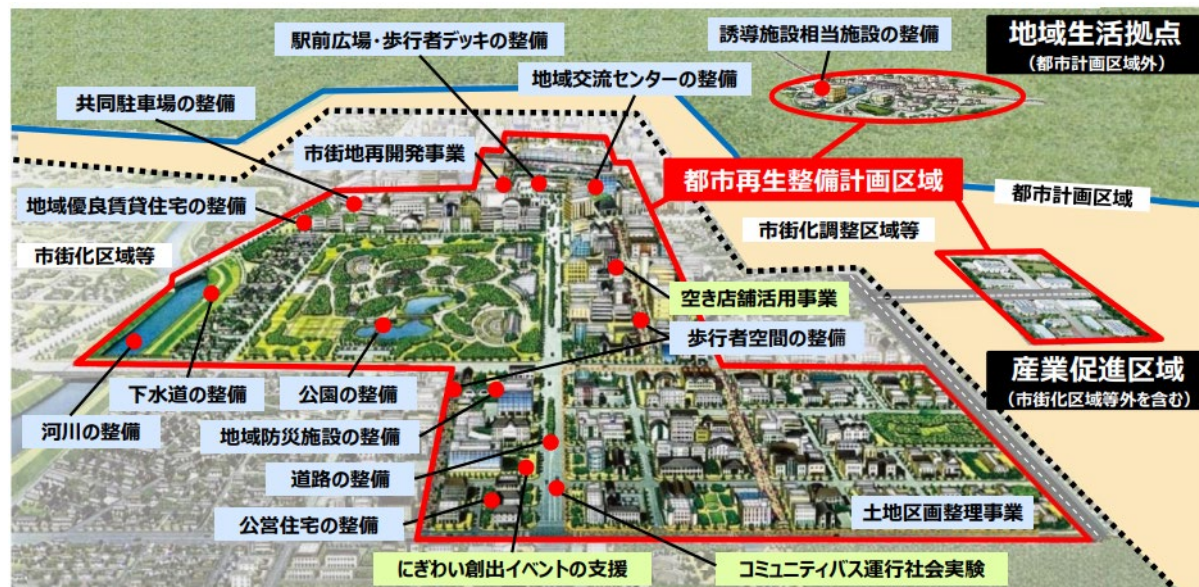 駅前広場・歩行者デッキの整備
誘導施設相当施設の整備
地域生活拠点
（都市計画区域外）
地域交流センターの整備
共同駐車場の整備
市街地再開発事業
都市再生整備計画区域
都市計画区域
地域優良賃貸住宅の整備
市街化調整区域等
市街化区域等
空き店舗活用事業
歩行者空間の整備
産業促進区域
（市街化区域等外を含む）
下水道の整備
公園の整備
河川の整備
地域防災施設の整備
道路の整備
公営住宅の整備
土地区画整理事業
にぎわい創出イベントの支援
コミュニティバス運行社会実験